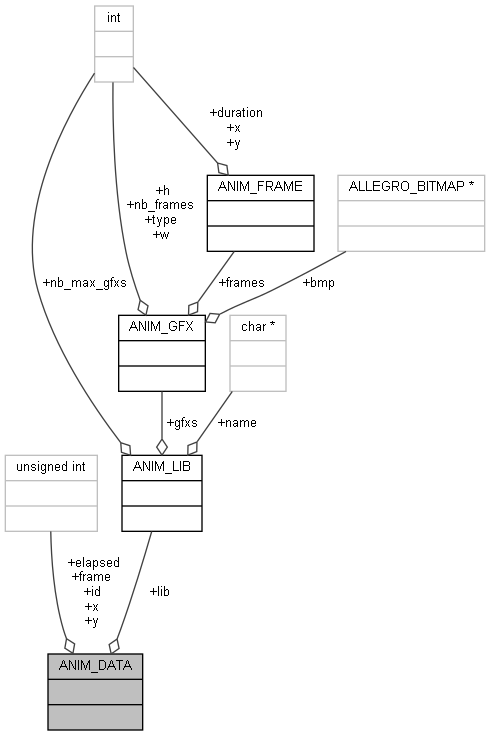 int
+duration
+x
+y
ANIM_FRAME
ALLEGRO_BITMAP *
+h
+nb_frames
+type
+w
+nb_max_gfxs
+frames
+bmp
ANIM_GFX
char *
+gfxs
+name
unsigned int
ANIM_LIB
+elapsed
+frame
+id
+x
+y
+lib
ANIM_DATA